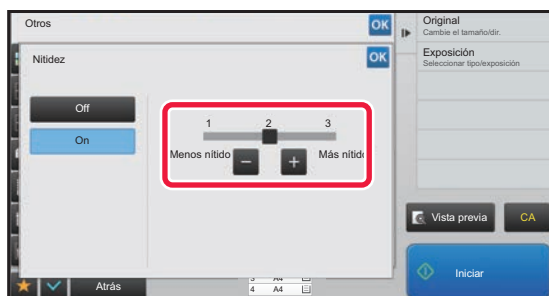 Otros
OK
Nitidez
OK
Off
On
1 2 3
Menos nítido
Más nítido
− +
Atrás
3 A4
4 A4
Original
Cambie el tamaño/dir.
Exposición
Seleccionar tipo/exposición
Vista previa
CA
Iniciar